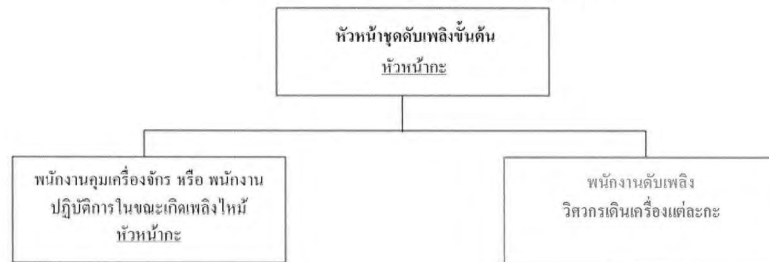 หัวหน้าชุดดับเพลิงขั้นต้น
หัวหน้ากะ
พนักงานคุมเครื่องจักร หรือ พนักงาน
ปฏิบัติการในขณะเกิดเพลิงไหม้
หัวหน้ากะ
พนักงานดับเพลิง
วิศวกรเดินเครื่องแต่ละกะ